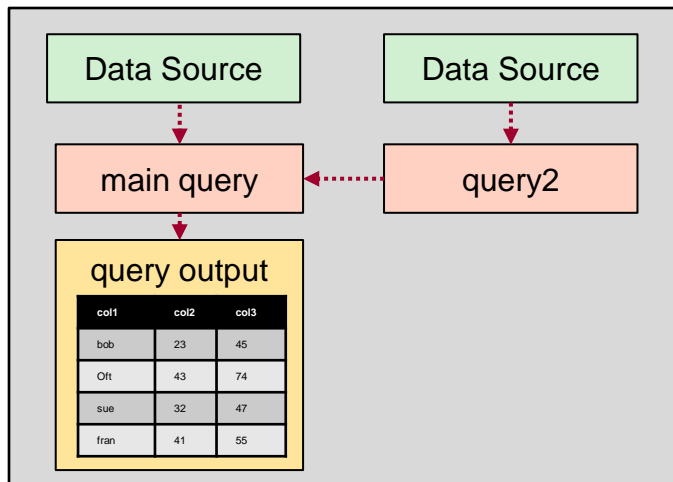 Data Source
Data Source
main query
query2
query output
col1 col2 col3
bob 23 45
Oft 43 74
sue 32 47
fran 41 55